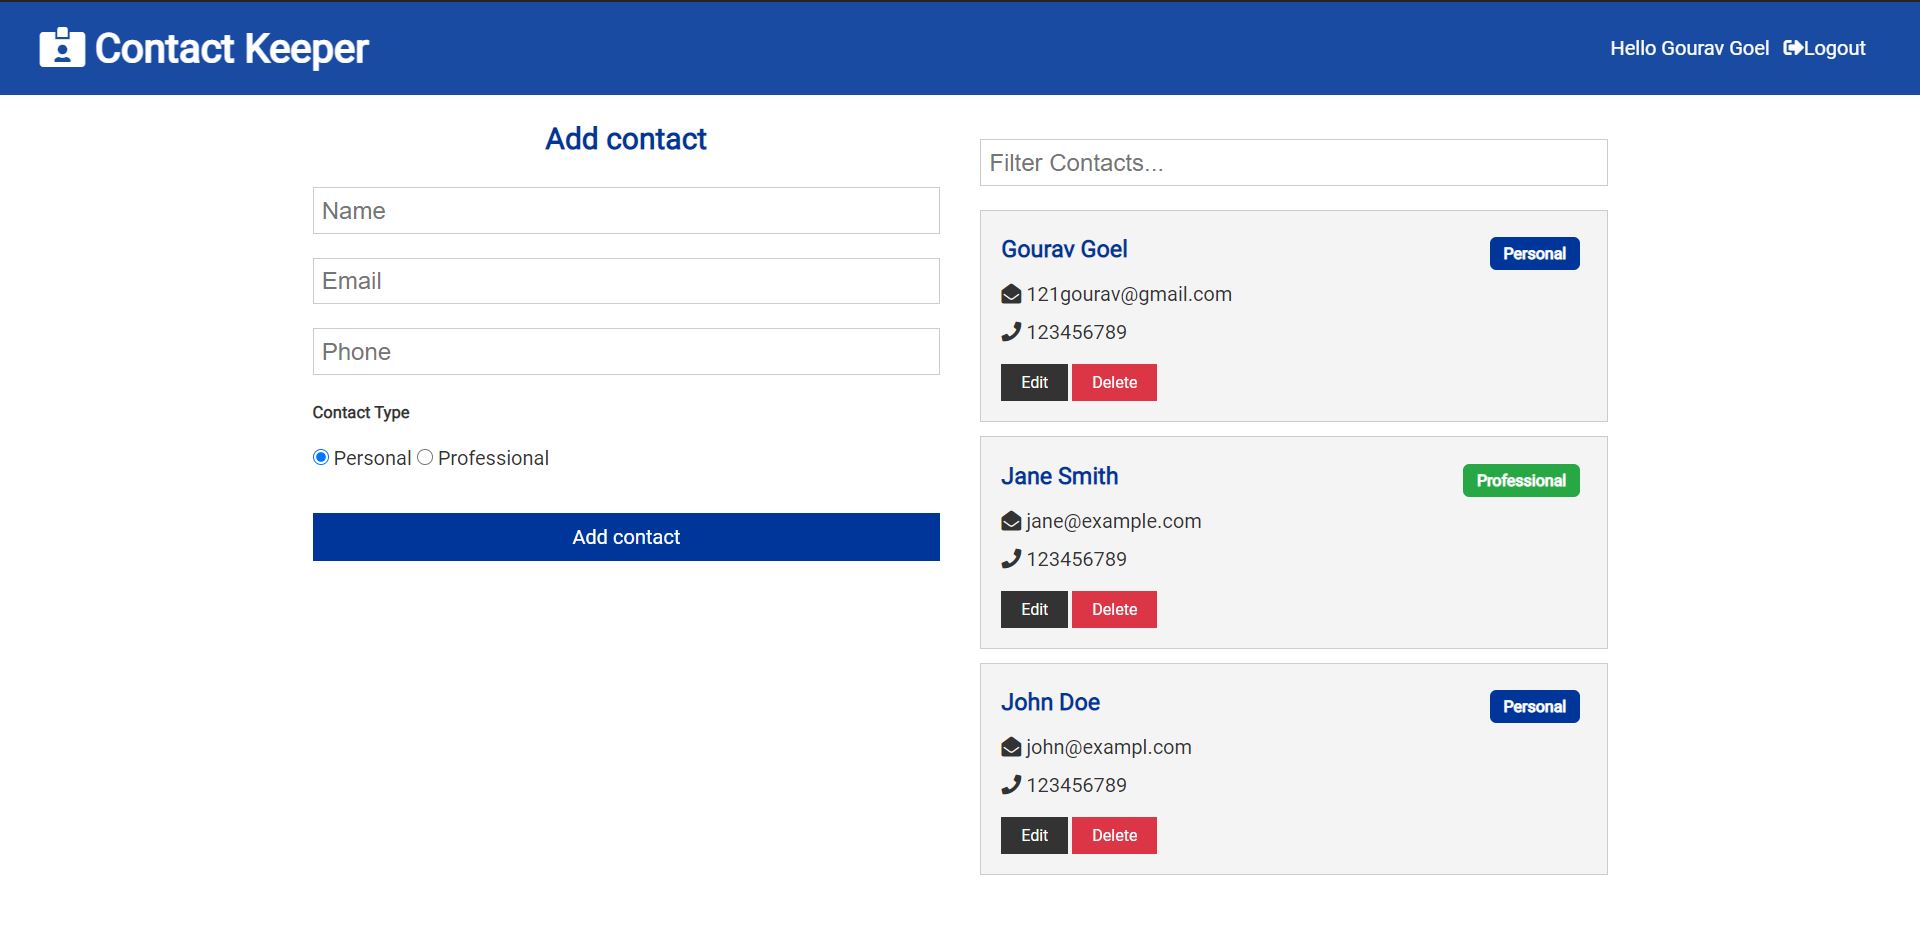 Contact Keeper
Hello Gourav Goel Logout
Add contact
Name
Email
Phone
Contact Type
Personal Professional
Add contact
Filter Contacts...
Gourav Goel
Personal
121gourav@gmail.com
123456789
Edit Delete
Jane Smith
Professional
jane@example.com
123456789
Edit Delete
John Doe
Personal
john@exampl.com
123456789
Edit Delete